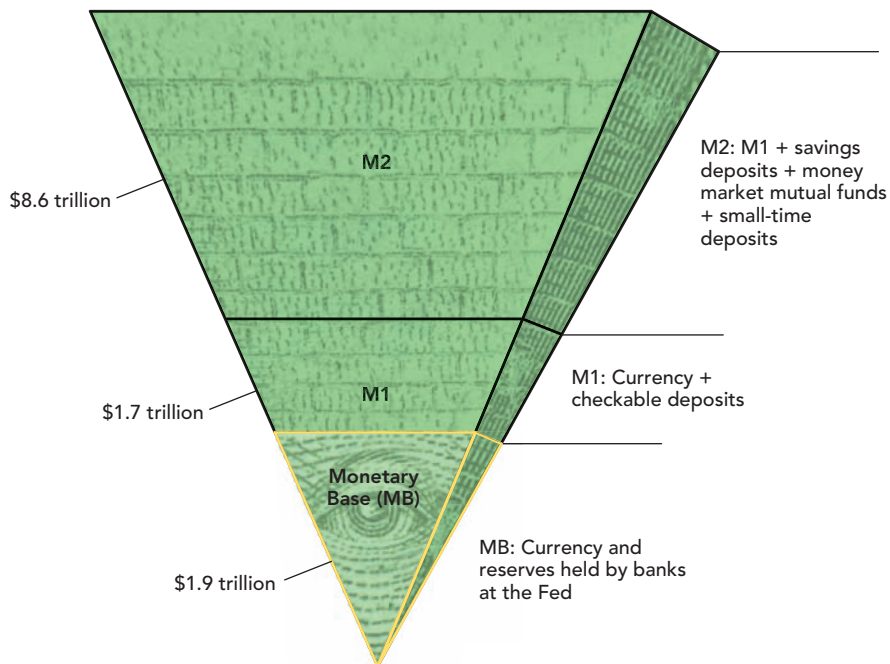 M2
$8.6 trillion
M2: M1 + savings
deposits + money
market mutual funds
+ small-time
deposits
M1
$1.7 trillion
M1: Currency +
checkable deposits
Monetary
Base (MB)
$1.9 trillion
MB: Currency and
reserves held by banks
at the Fed